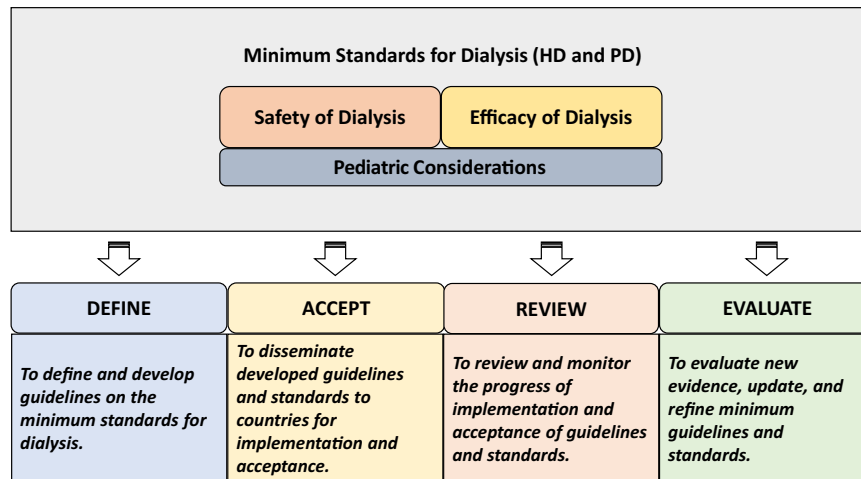 Minimum Standards for Dialysis (HD and PD)
Safety of Dialysis
Efficacy of Dialysis
Pediatric Considerations
DEFINE
ACCEPT
REVIEW
EVALUATE
To define and develop
guidelines on the
minimum standards for
dialysis.
To disseminate
developed guidelines
and standards to
countries for
implementation and
acceptance.
To review and monitor
the progress of
implementation and
acceptance of guidelines
and standards.
To evaluate new
evidence, update, and
refine minimum
guidelines and
standards.